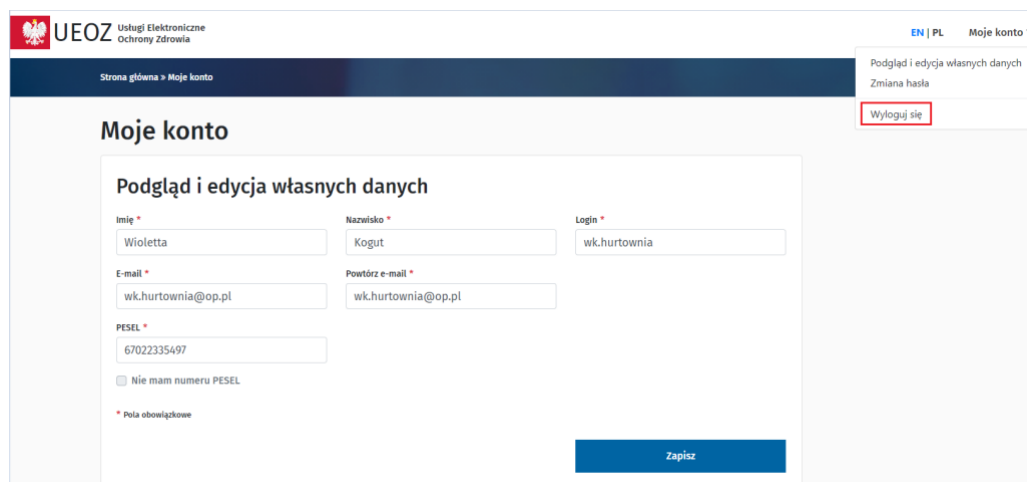 UEOZ Usługi Elektroniczne
Ochrony Zdrowia
EN | PL Moje konto
Podgląd i edycja własnych danych
Zmiana hasła
Wyloguj się
Strona główna » Moje konto
Moje konto
Podgląd i edycja własnych danych
Imię * Nazwisko * Login *
Wioletta Kogut wk.hurtownia
E-mail * Powtórz e-mail *
wk.hurtownia@op.pl wk.hurtownia@op.pl
PESEL *
67022335497
Nie mam numeru PESEL
* Pola obowiązkowe
Zapisz